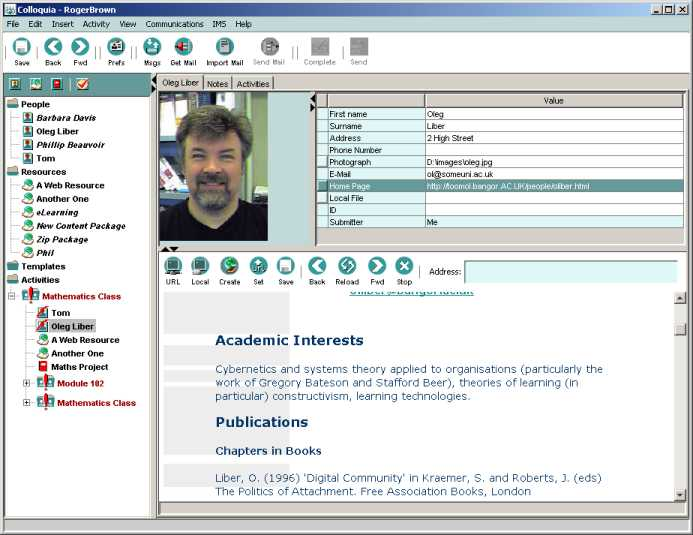 Colloquia - RogerBrown
File Edit Insert Activity View Communications IMS Help
Save Back Fwd Prefs Msgs Get Mail Import Mail Send Mail Complete Send
People
Barbara Davis
Oleg Liber
Phillip Beauvoir
Tom
Resources
A Web Resource
Another One
eLearning
New Content Package
Zip Package
Phil
Templates
Activities
Mathematics Class
Tom
Oleg Liber
A Web Resource
Another One
Maths Project
Module 102
Mathematics Class
Oleg Liber Notes Activities
Value
First name Oleg
Surname Liber
Address 2 High Street
Phone Number
Photograph D:\images\oleg.jpg
E-Mail ol@someuni.ac.uk
Home Page http://toomol.bangor.AC.UK/people/oliber.html
Local File
ID
Submitter Me
URL Local Create Set Save Back Reload Fwd Stop Address:
Academic Interests
Cybernetics and systems theory applied to organisations (particularly the
work of Gregory Bateson and Stafford Beer), theories of learning (in
particular) constructivism, learning technologies.
Publications
Chapters in Books
Liber, O. (1996) 'Digital Community' in Kraemer, S. and Roberts, J. (eds)
The Politics of Attachment. Free Association Books, London